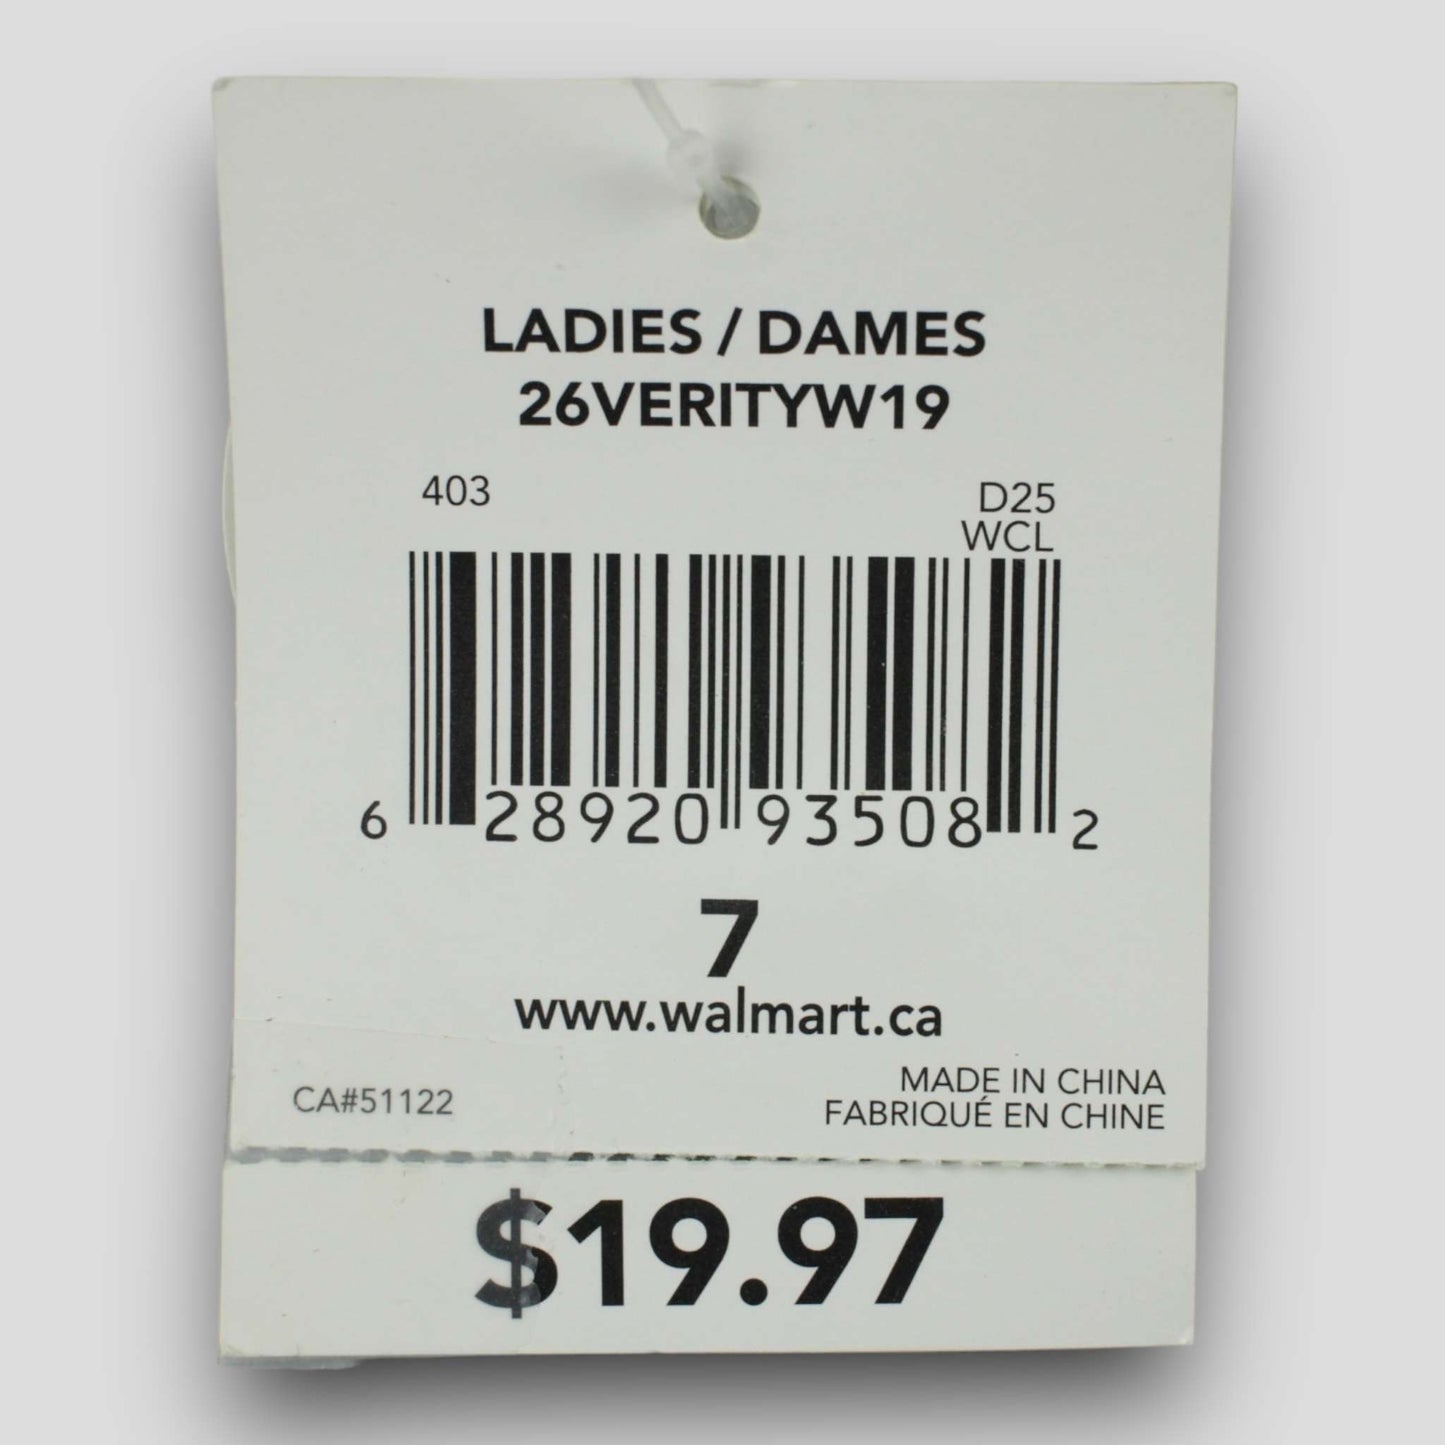 LADIES / DAMES
26VERITYW19
403
D25
WCL
6 28920 93508 2
7
www.walmart.ca
CA#51122
MADE IN CHINA
FABRIQUÉ EN CHINE
$19.97